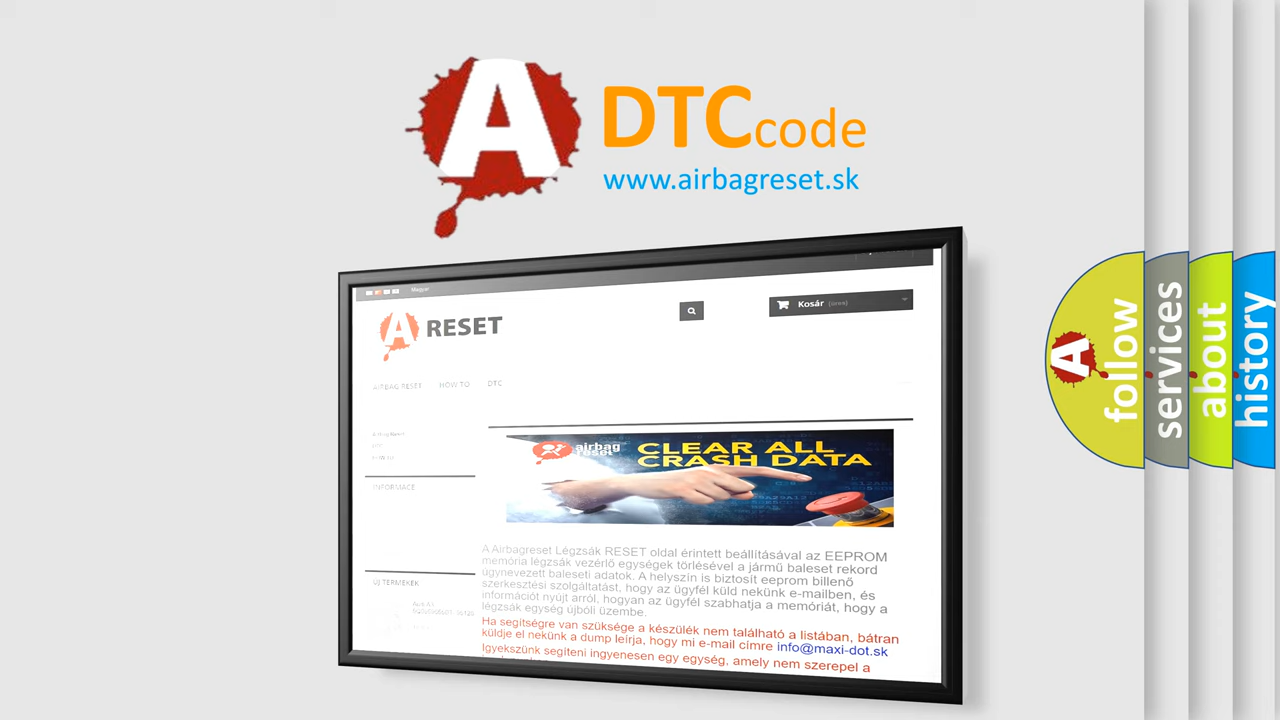 A
DTC code
www.airbagreset.sk
Magyar
A RESET
Kosár (üres)
AIRBAG RESET HOW TO DTC
INFORMACE
ÚJ TERMÉKEK
airbag
reset
CLEAR ALL
CRASH DATA
A Airbagreset Légzsák RESET oldal érintett beállításával az EEPROM
memória légzsák vezérlő egységek törlésével a jármű baleset rekord
úgynevezett baleseti adatok. A helyszín is biztosít eeprom billenő
szerkesztési szolgáltatást, hogy az ügyfél küld nekünk e-mailben, és
információt nyújt arról, hogyan az ügyfél szabhatja a memóriát, hogy a
légzsák egység újbóli üzembe.
Ha segítségre van szüksége a készülék nem található a listában, bátran
küldje el nekünk a dump leírja, hogy mi e-mail címre info@maxi-dot.sk
Igyekszünk segíteni ingyenesen egy egység, amely nem szerepel a
A
follow
services
about
history